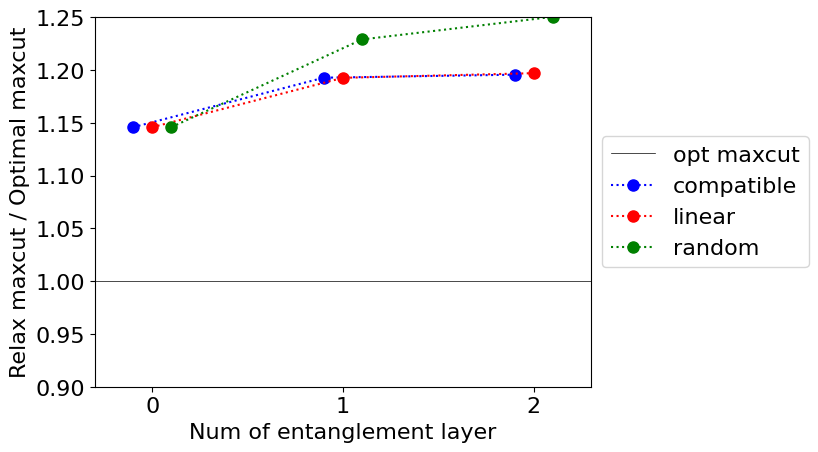 Relax maxcut / Optimal maxcut
1.25
1.20
1.15
1.10
1.05
1.00
0.95
0.90
0 1 2
Num of entanglement layer
opt maxcut
compatible
linear
random